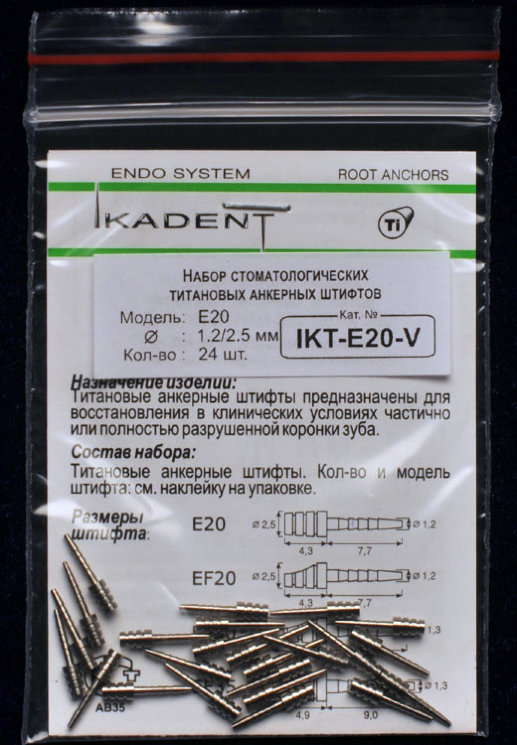 ENDO SYSTEM ROOT ANCHORS
IKADENT Ti
НАБОР СТОМАТОЛОГИЧЕСКИХ
ТИТАНОВЫХ АНКЕРНЫХ ШТИФТОВ
Модель: E20
Ø : 1.2/2.5 мм
Кол-во : 24 шт.
Кат. №
IKT-E20-V
Назначение изделии:
Титановые анкерные штифты предназначены для
восстановления в клинических условиях частично
или полностью разрушенной коронки зуба.
Состав набора:
Титановые анкерные штифты. Кол-во и модель
штифта: см. наклейку на упаковке.
Размеры
штифта:
E20 Ø 2,5 Ø 1,2
4,3 7,7
EF20 Ø 2,5 Ø 1,2
4,3 7,7
1,3
Ø 1,3
AB35 4,9 9,0